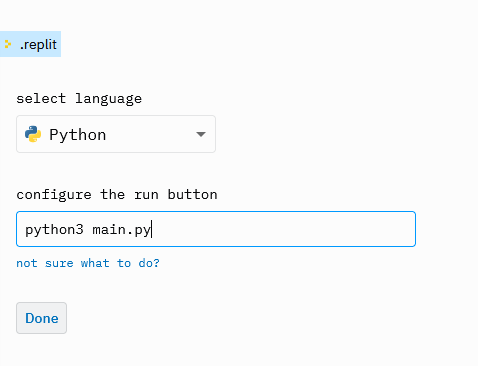 .replit
select language
Python
configure the run button
python3 main.py
not sure what to do?
Done